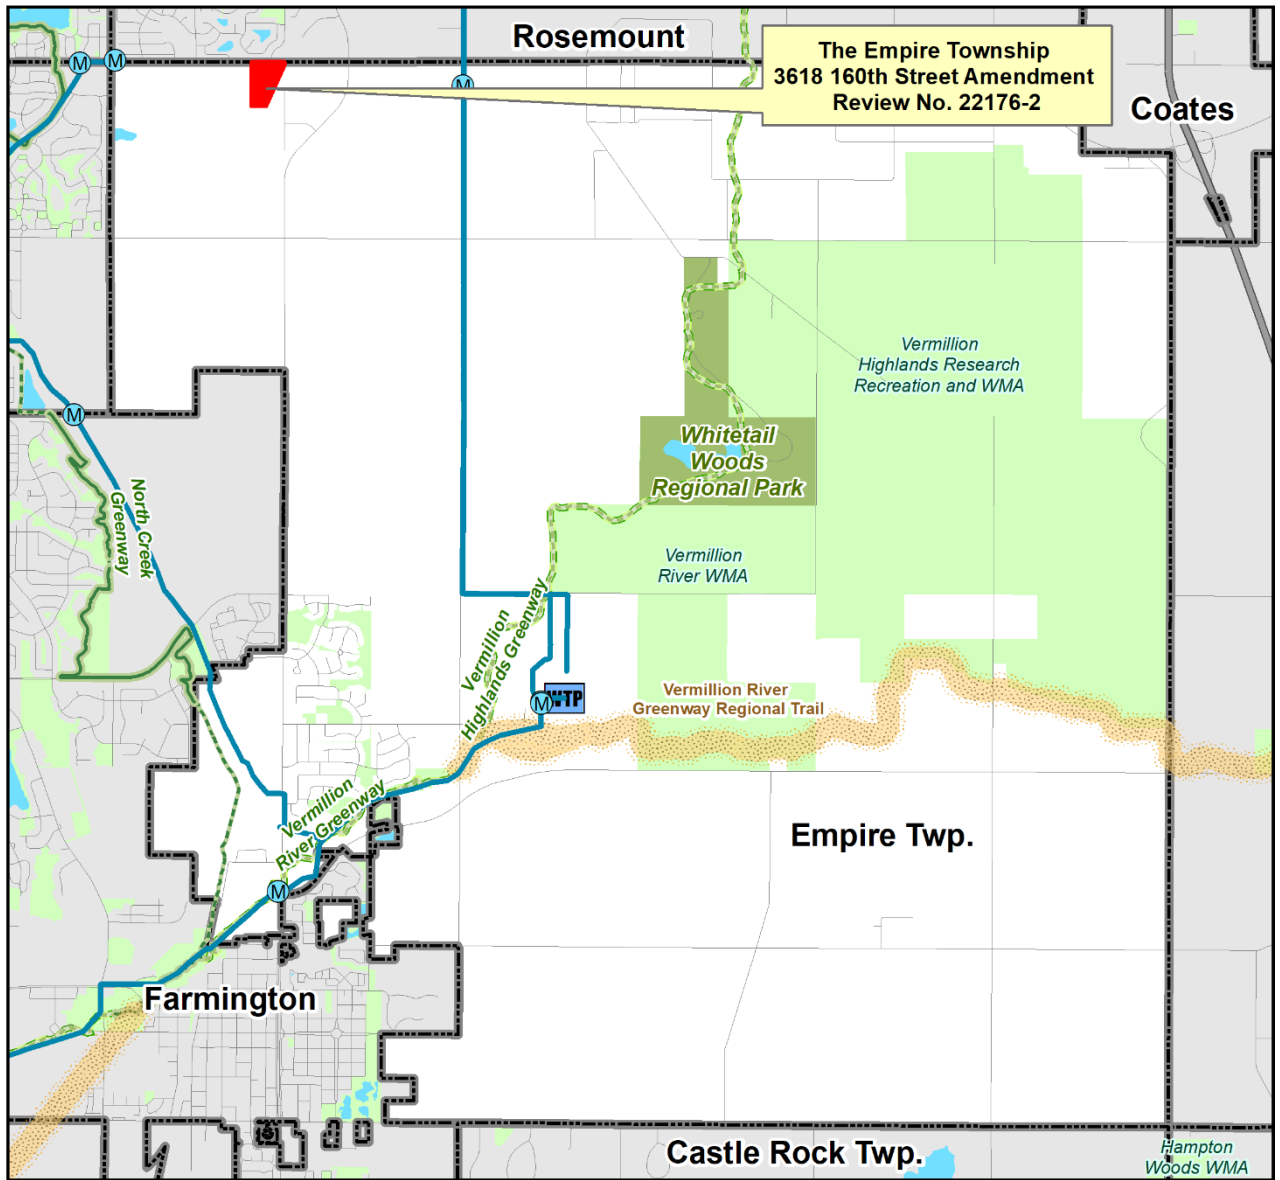 Rosemount
The Empire Township
3618 160th Street Amendment
Review No. 22176-2
Coates
M
M
M
Vermillion
Highlands Research
Recreation and WMA
M
Whitetail
Woods
Regional Park
North Creek
Greenway
Vermillion
River WMA
Vermillion
Highlands Greenway
Vermillion River
Greenway Regional Trail
M
WTP
Vermillion
River Greenway
Empire Twp.
M
Farmington
Castle Rock Twp.
Hampton
Woods WMA